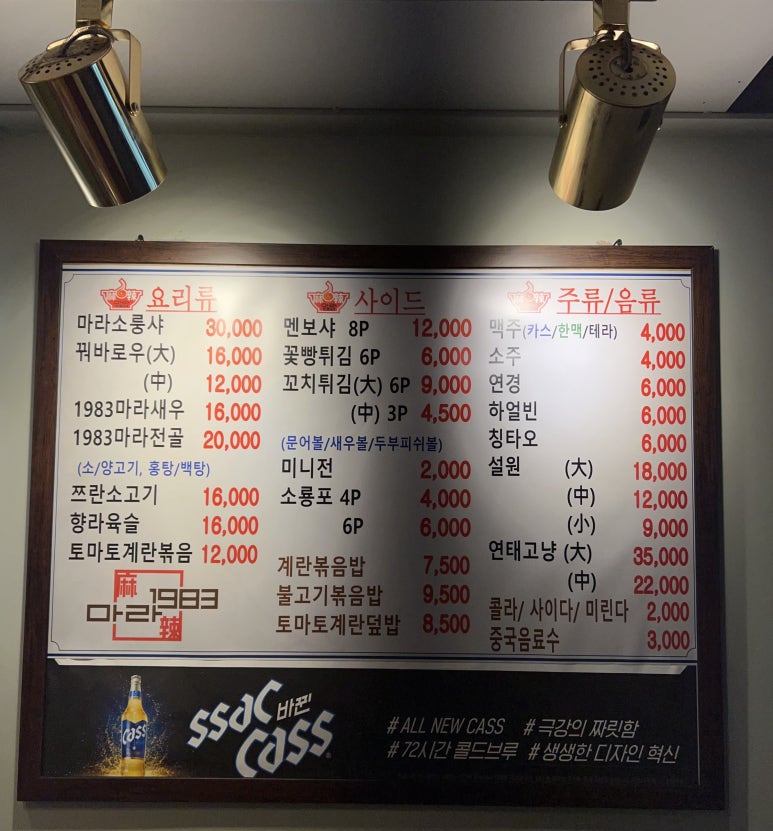 요리류
마라소룽샤 30,000
꿔바로우(大) 16,000
(中) 12,000
1983마라새우 16,000
1983마라전골 20,000
(소/양고기, 홍탕/백탕)
쯔란소고기 16,000
향라육슬 16,000
토마토계란볶음 12,000
麻
마라1983
辣
사이드
멘보샤 8P 12,000
꽃빵튀김 6P 6,000
꼬치튀김(大) 6P 9,000
(中) 3P 4,500
(문어볼/새우볼/두부피쉬볼)
미니전 2,000
소룡포 4P 4,000
6P 6,000
계란볶음밥 7,500
불고기볶음밥 9,500
토마토계란덮밥 8,500
주류/음류
맥주(카스/한맥/테라) 4,000
소주 4,000
연경 6,000
하얼빈 6,000
칭타오 6,000
설원 (大) 18,000
(中) 12,000
(小) 9,000
연태고냥 (大) 35,000
(中) 22,000
콜라/ 사이다/ 미린다 2,000
중국음료수 3,000
Cass
ssac 바뀐
Cass
# ALL NEW CASS # 극강의 짜릿함
# 72시간 콜드브루 # 생생한 디자인 혁신